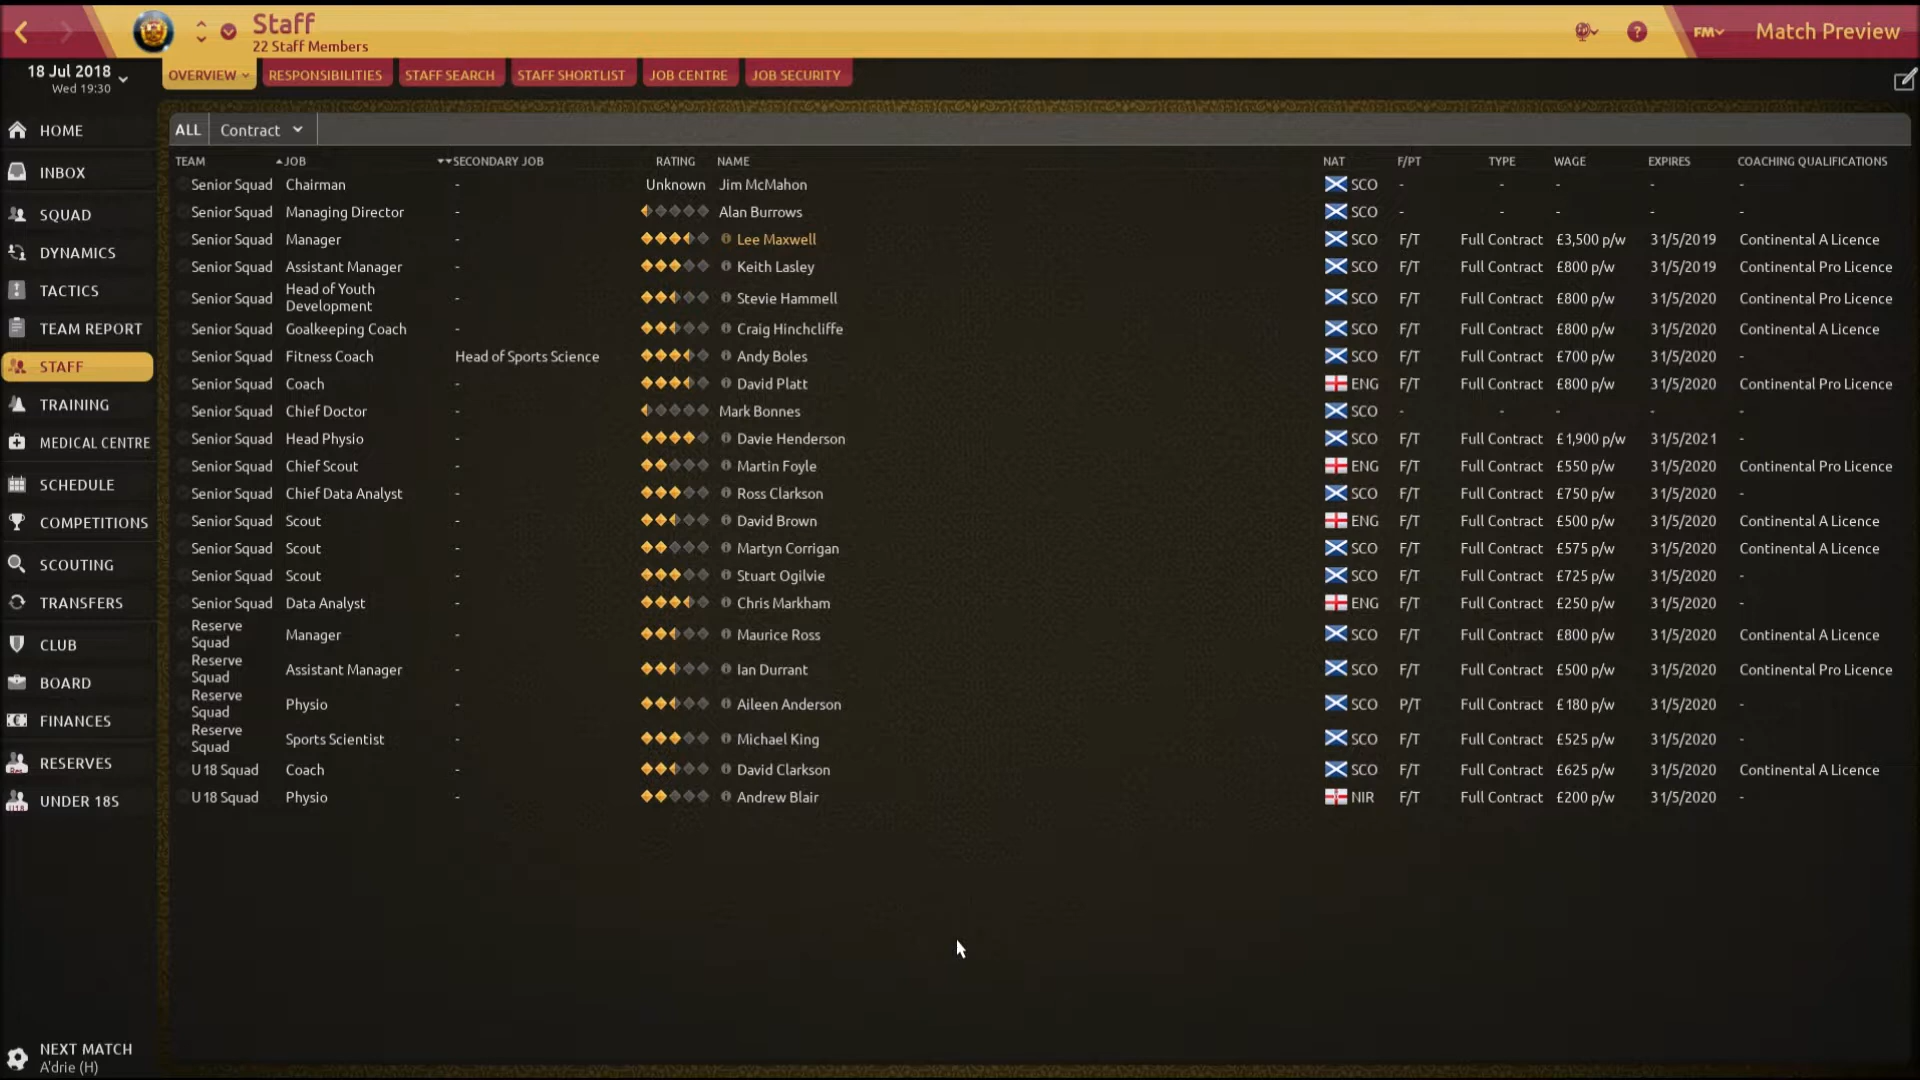 Staff
22 Staff Members
FM
Match Preview
18 Jul 2018
Wed 19:30
OVERVIEW
RESPONSIBILITIES
STAFF SEARCH
STAFF SHORTLIST
JOB CENTRE
JOB SECURITY
HOME
INBOX
SQUAD
DYNAMICS
TACTICS
TEAM REPORT
STAFF
TRAINING
MEDICAL CENTRE
SCHEDULE
COMPETITIONS
SCOUTING
TRANSFERS
CLUB
BOARD
FINANCES
RESERVES
UNDER 18S
NEXT MATCH
A'drie (H)
ALL Contract
TEAM JOB SECONDARY JOB RATING NAME NAT F/PT TYPE WAGE EXPIRES COACHING QUALIFICATIONS
Senior Squad Chairman - Unknown Jim McMahon SCO - - - - -
Senior Squad Managing Director - Alan Burrows SCO - - - - -
Senior Squad Manager - Lee Maxwell SCO F/T Full Contract £3,500 p/w 31/5/2019 Continental A Licence
Senior Squad Assistant Manager - Keith Lasley SCO F/T Full Contract £800 p/w 31/5/2019 Continental Pro Licence
Senior Squad Head of Youth Development - Stevie Hammell SCO F/T Full Contract £800 p/w 31/5/2020 Continental Pro Licence
Senior Squad Goalkeeping Coach - Craig Hinchcliffe SCO F/T Full Contract £800 p/w 31/5/2020 Continental A Licence
Senior Squad Fitness Coach Head of Sports Science Andy Boles SCO F/T Full Contract £700 p/w 31/5/2020 -
Senior Squad Coach - David Platt ENG F/T Full Contract £800 p/w 31/5/2020 Continental Pro Licence
Senior Squad Chief Doctor - Mark Bonnes SCO - - - - -
Senior Squad Head Physio - Davie Henderson SCO F/T Full Contract £1,900 p/w 31/5/2021 -
Senior Squad Chief Scout - Martin Foyle ENG F/T Full Contract £550 p/w 31/5/2020 Continental Pro Licence
Senior Squad Chief Data Analyst - Ross Clarkson SCO F/T Full Contract £750 p/w 31/5/2020 -
Senior Squad Scout - David Brown ENG F/T Full Contract £500 p/w 31/5/2020 Continental A Licence
Senior Squad Scout - Martyn Corrigan SCO F/T Full Contract £575 p/w 31/5/2020 Continental A Licence
Senior Squad Scout - Stuart Ogilvie SCO F/T Full Contract £725 p/w 31/5/2020 -
Senior Squad Data Analyst - Chris Markham ENG F/T Full Contract £250 p/w 31/5/2020 -
Reserve Squad Manager - Maurice Ross SCO F/T Full Contract £800 p/w 31/5/2020 Continental A Licence
Reserve Squad Assistant Manager - Ian Durrant SCO F/T Full Contract £500 p/w 31/5/2020 Continental Pro Licence
Reserve Squad Physio - Aileen Anderson SCO P/T Full Contract £180 p/w 31/5/2020 -
Reserve Squad Sports Scientist - Michael King SCO F/T Full Contract £525 p/w 31/5/2020 -
U18 Squad Coach - David Clarkson SCO F/T Full Contract £625 p/w 31/5/2020 Continental A Licence
U18 Squad Physio - Andrew Blair NIR F/T Full Contract £200 p/w 31/5/2020 -